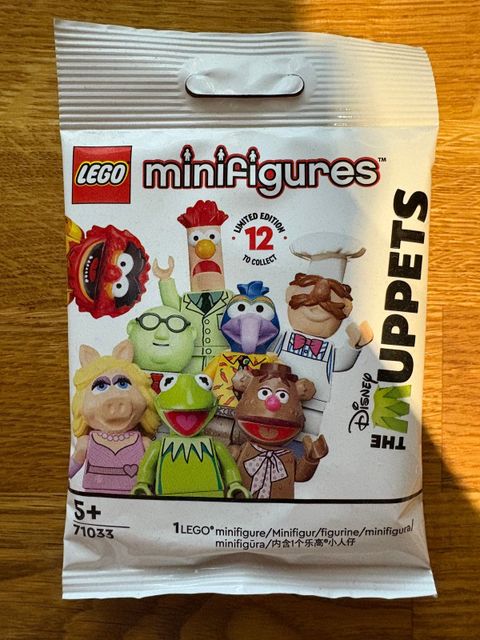 LEGO
minifigures™
LIMITED EDITION
12
TO COLLECT
DISNEY
THE MUPPETS
5+
71033
1 LEGO® minifigure/Minifigur/figurine/minifigura/
minifigūra/内含1个乐高®小人仔